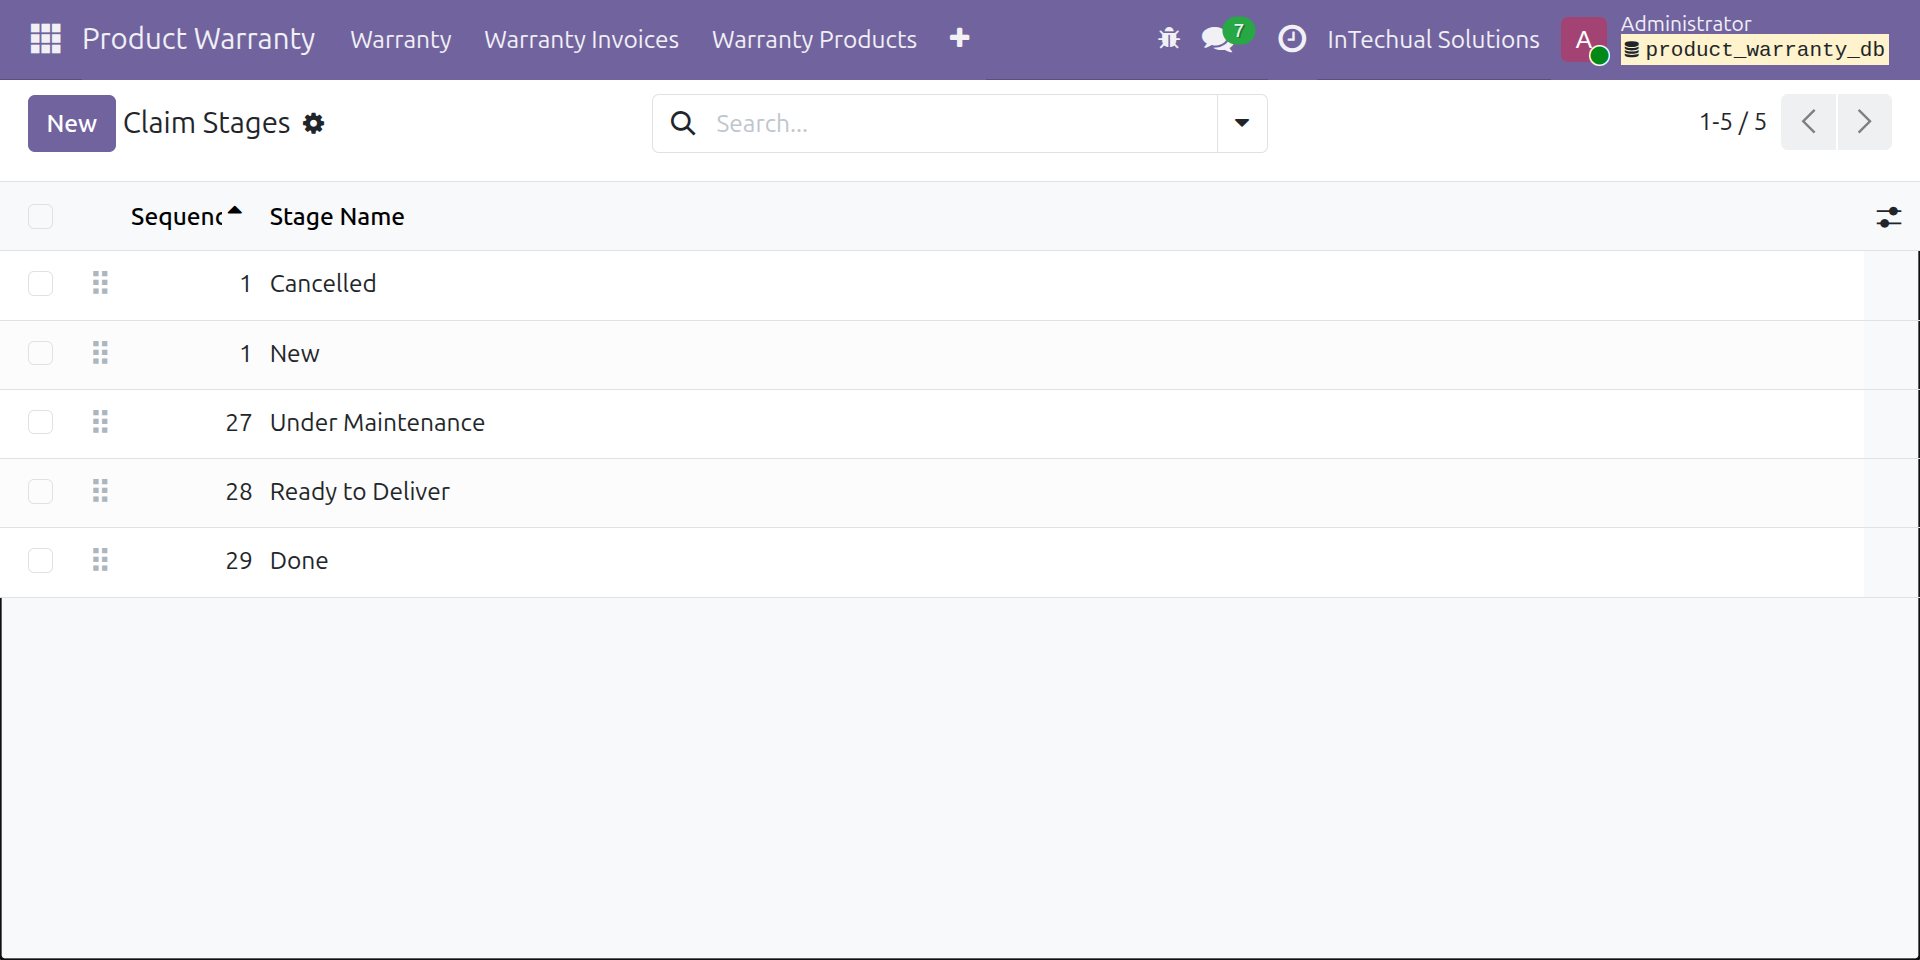 Product Warranty Warranty Warranty Invoices Warranty Products 7 InTechual Solutions A Administrator
product_warranty_db
New Claim Stages Search... 1-5 / 5
Sequenc Stage Name
1 Cancelled
1 New
27 Under Maintenance
28 Ready to Deliver
29 Done